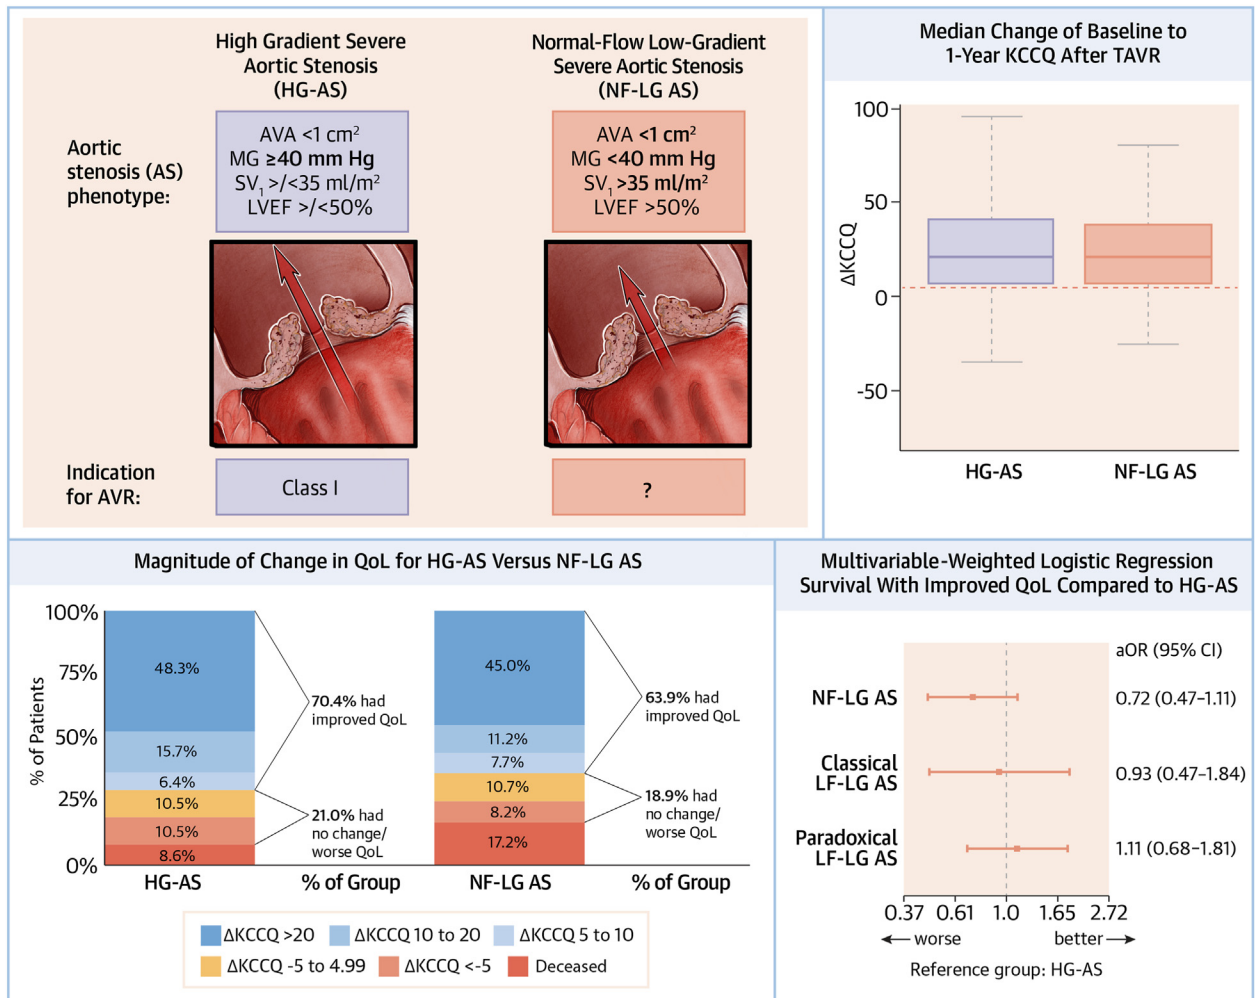 High Gradient Severe
Aortic Stenosis
(HG-AS)
Normal-Flow Low-Gradient
Severe Aortic Stenosis
(NF-LG AS)
Aortic
stenosis (AS)
phenotype:
AVA <1 cm²
MG ≥40 mm Hg
SV₁ >/<35 ml/m²
LVEF >/<50%
AVA <1 cm²
MG <40 mm Hg
SV₁ >35 ml/m²
LVEF >50%
Indication
for AVR:
Class I
?
Median Change of Baseline to
1-Year KCCQ After TAVR
ΔKCCQ
100
50
0
-50
HG-AS
NF-LG AS
Magnitude of Change in QoL for HG-AS Versus NF-LG AS
% of Patients
100%
75%
50%
25%
0%
48.3%
15.7%
6.4%
10.5%
10.5%
8.6%
70.4% had
improved QoL
21.0% had
no change/
worse QoL
45.0%
11.2%
7.7%
10.7%
8.2%
17.2%
63.9% had
improved QoL
18.9% had
no change/
worse QoL
HG-AS
% of Group
NF-LG AS
% of Group
ΔKCCQ >20
ΔKCCQ 10 to 20
ΔKCCQ 5 to 10
ΔKCCQ -5 to 4.99
ΔKCCQ <-5
Deceased
Multivariable-Weighted Logistic Regression
Survival With Improved QoL Compared to HG-AS
aOR (95% CI)
NF-LG AS
0.72 (0.47–1.11)
Classical
LF-LG AS
0.93 (0.47–1.84)
Paradoxical
LF-LG AS
1.11 (0.68–1.81)
0.37 0.61 1.0 1.65 2.72
worse
better
Reference group: HG-AS